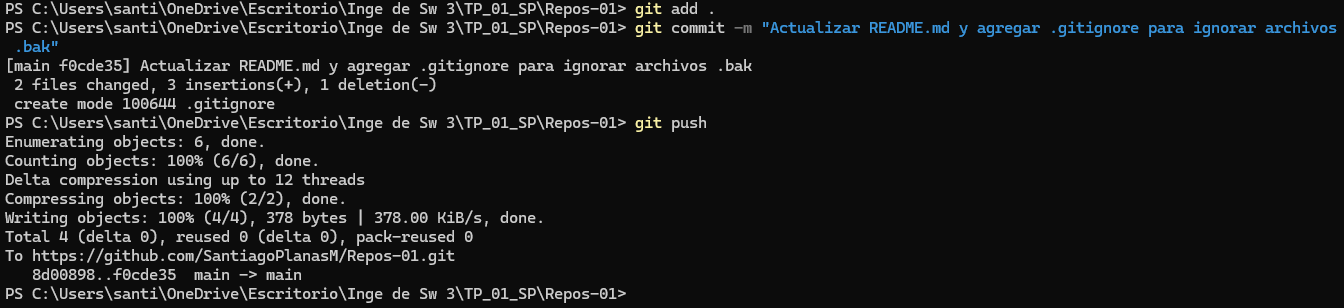 PS C:\Users\santi\OneDrive\Escritorio\Inge de Sw 3\TP_01_SP\Repos-01> git add .
PS C:\Users\santi\OneDrive\Escritorio\Inge de Sw 3\TP_01_SP\Repos-01> git commit -m "Actualizar README.md y agregar .gitignore para ignorar archivos
 .bak"
[main f0cde35] Actualizar README.md y agregar .gitignore para ignorar archivos .bak
 2 files changed, 3 insertions(+), 1 deletion(-)
 create mode 100644 .gitignore
PS C:\Users\santi\OneDrive\Escritorio\Inge de Sw 3\TP_01_SP\Repos-01> git push
Enumerating objects: 6, done.
Counting objects: 100% (6/6), done.
Delta compression using up to 12 threads
Compressing objects: 100% (2/2), done.
Writing objects: 100% (4/4), 378 bytes | 378.00 KiB/s, done.
Total 4 (delta 0), reused 0 (delta 0), pack-reused 0
To https://github.com/SantiagoPlanasM/Repos-01.git
   8d00898..f0cde35  main -> main
PS C:\Users\santi\OneDrive\Escritorio\Inge de Sw 3\TP_01_SP\Repos-01>